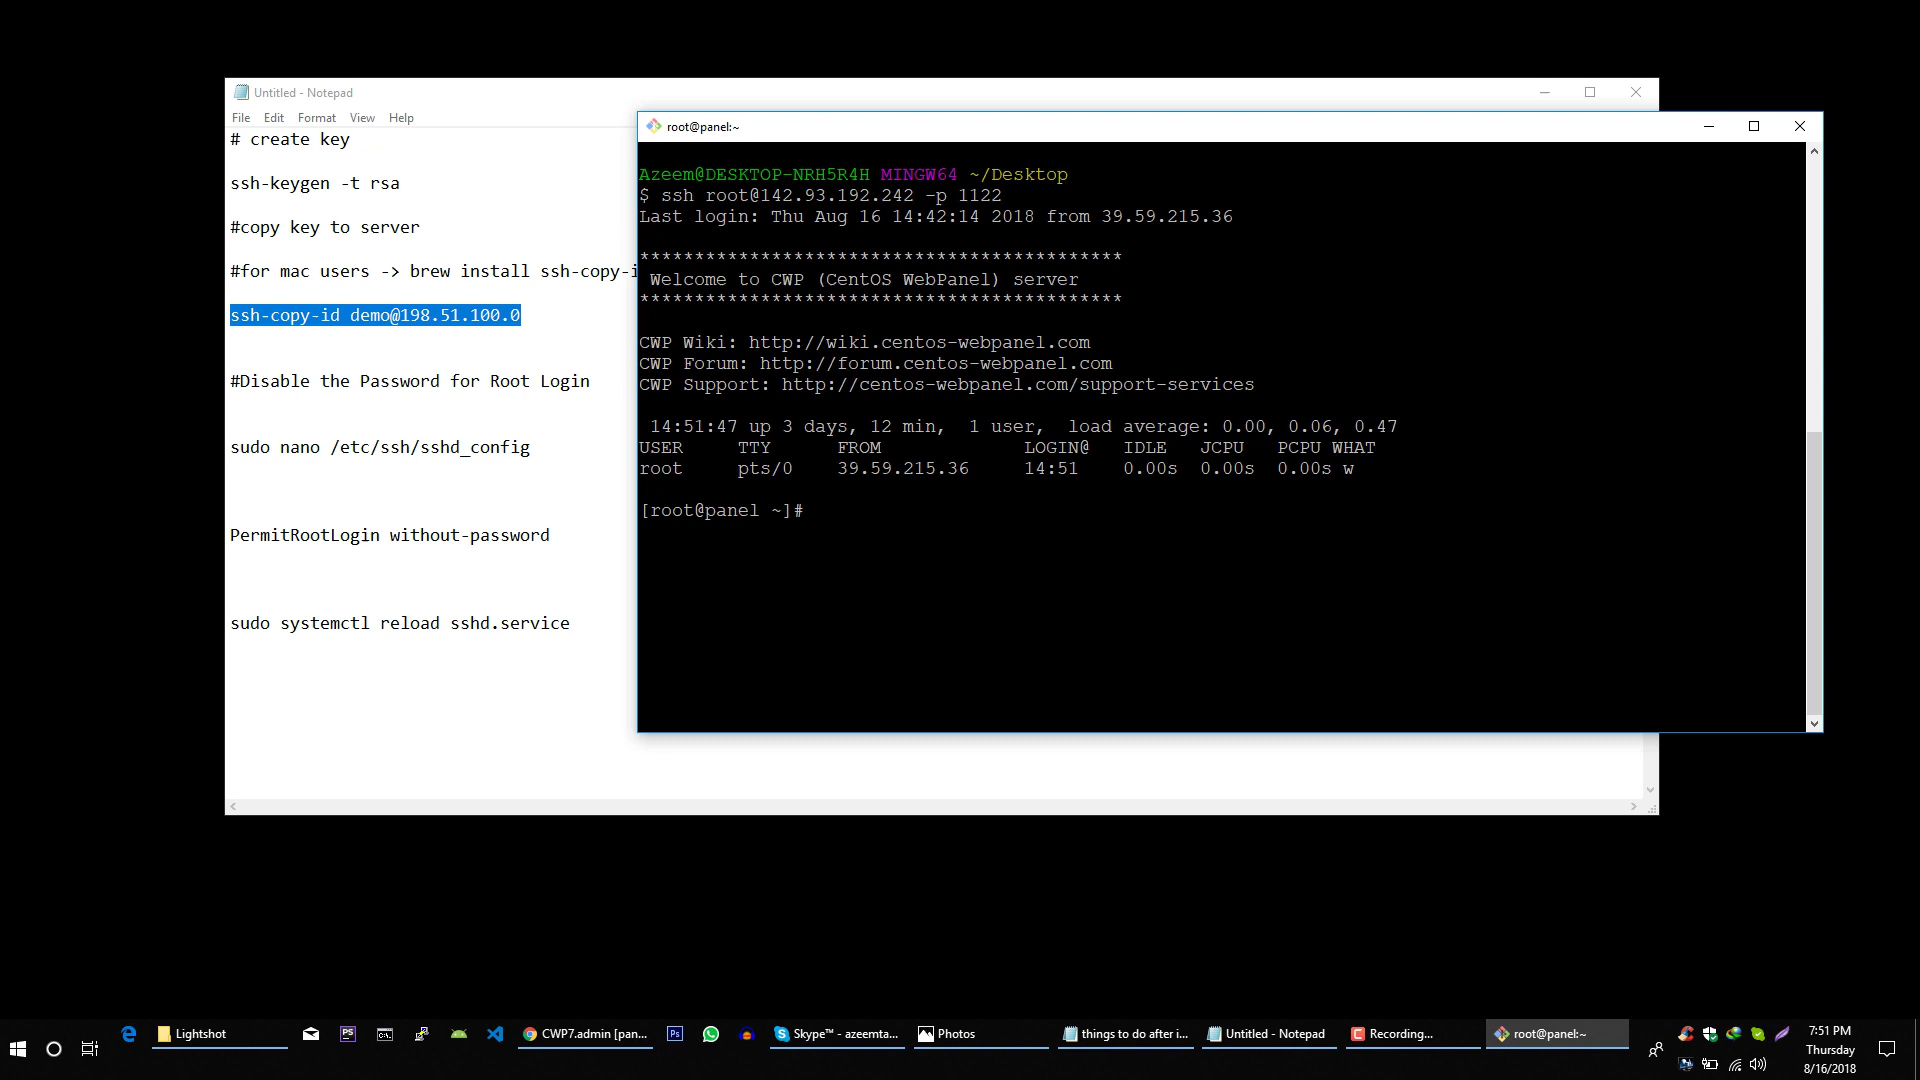 Untitled - Notepad
File Edit Format View Help
# create key
ssh-keygen -t rsa
#copy key to server
#for mac users -> brew install ssh-copy-i
ssh-copy-id demo@198.51.100.0
#Disable the Password for Root Login
sudo nano /etc/ssh/sshd_config
PermitRootLogin without-password
sudo systemctl reload sshd.service
root@panel:~
Azeem@DESKTOP-NRH5R4H MINGW64 ~/Desktop
$ ssh root@142.93.192.242 -p 1122
Last login: Thu Aug 16 14:42:14 2018 from 39.59.215.36
********************************************
Welcome to CWP (CentOS WebPanel) server
********************************************
CWP Wiki: http://wiki.centos-webpanel.com
CWP Forum: http://forum.centos-webpanel.com
CWP Support: http://centos-webpanel.com/support-services
14:51:47 up 3 days, 12 min, 1 user, load average: 0.00, 0.06, 0.47
USER TTY FROM LOGIN@ IDLE JCPU PCPU WHAT
root pts/0 39.59.215.36 14:51 0.00s 0.00s 0.00s w
[root@panel ~]#
Lightshot
PS
CWP7.admin [pan...
Ps
Skype™ - azeemta...
Photos
things to do after i...
Untitled - Notepad
Recording...
root@panel:~
7:51 PM
Thursday
8/16/2018